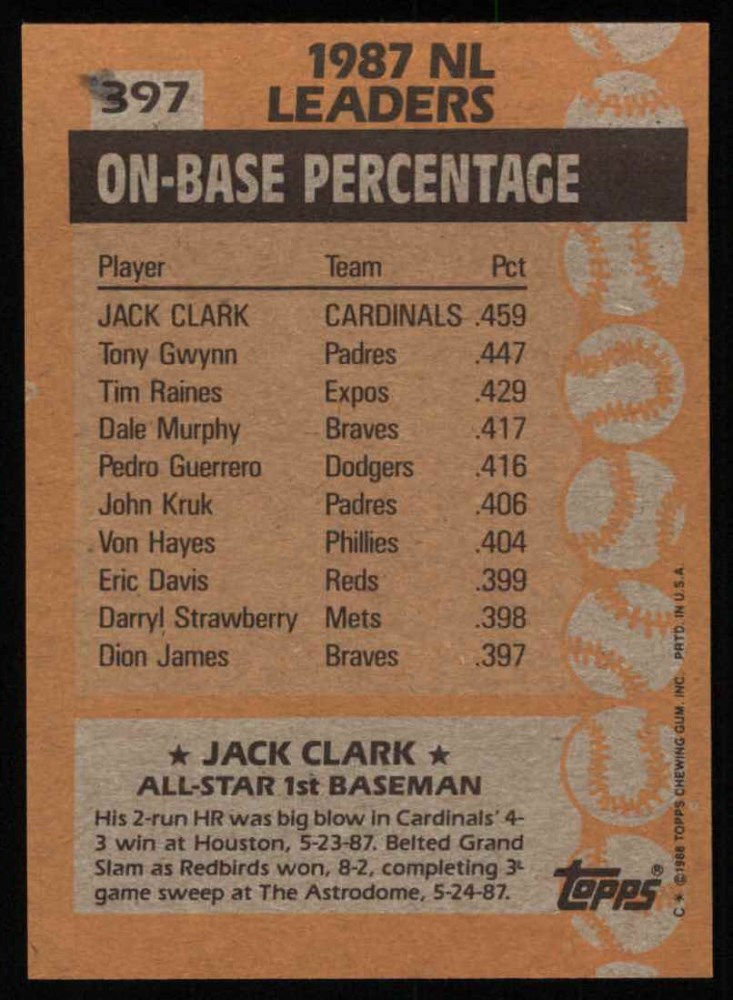 397
1987 NL
LEADERS
ON-BASE PERCENTAGE
Player Team Pct
JACK CLARK CARDINALS .459
Tony Gwynn Padres .447
Tim Raines Expos .429
Dale Murphy Braves .417
Pedro Guerrero Dodgers .416
John Kruk Padres .406
Von Hayes Phillies .404
Eric Davis Reds .399
Darryl Strawberry Mets .398
Dion James Braves .397
★ JACK CLARK ★
ALL-STAR 1st BASEMAN
His 2-run HR was big blow in Cardinals' 4-
3 win at Houston, 5-23-87. Belted Grand
Slam as Redbirds won, 8-2, completing 3-
game sweep at The Astrodome, 5-24-87.
topps®
C* ©1988 TOPPS CHEWING GUM, INC. PRTD. IN U.S.A.